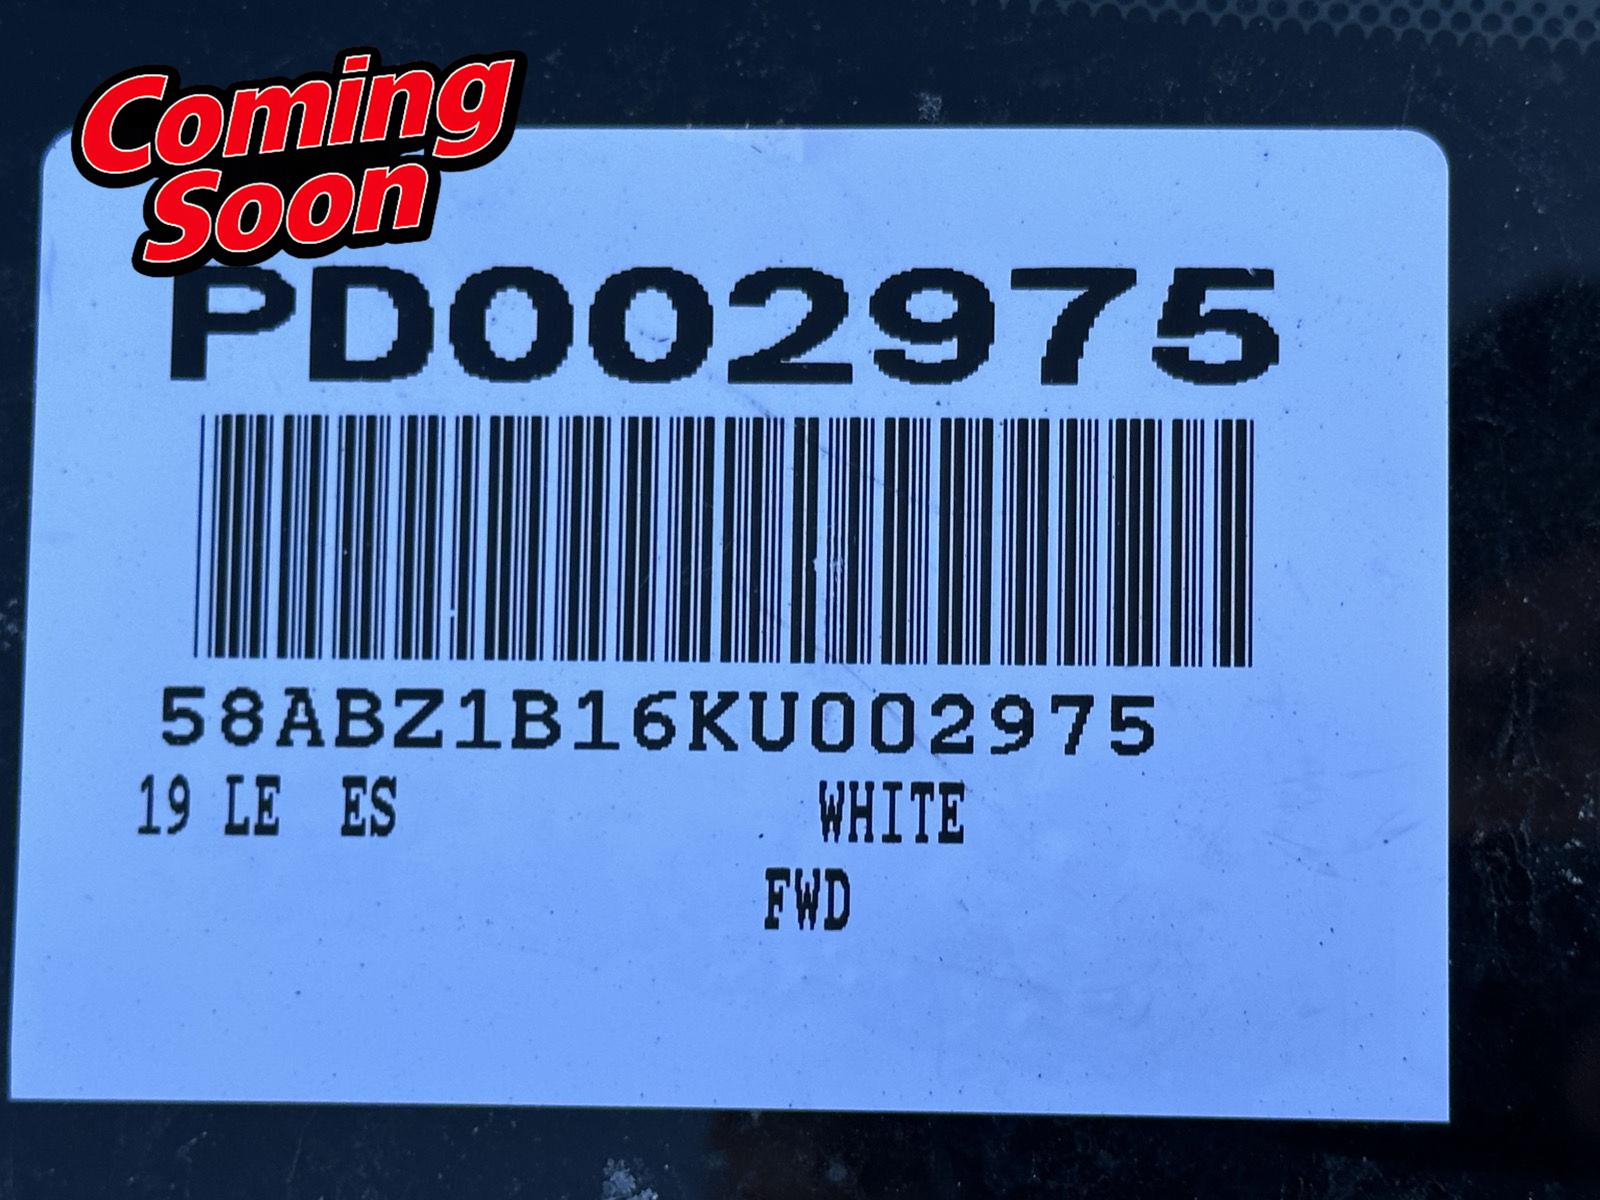 Coming
Soon
PD002975
58ABZ1B16KU002975
19 LE ES WHITE
FWD